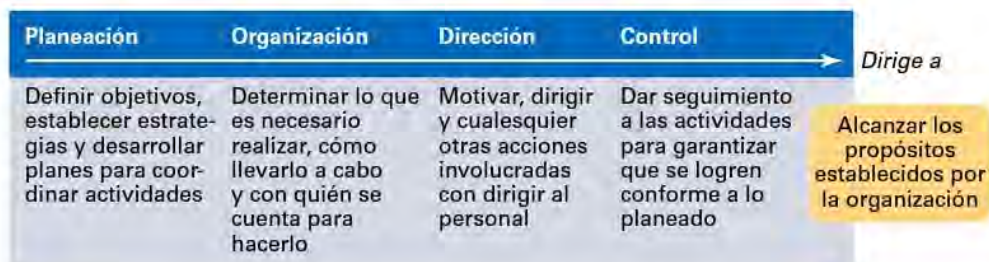 Planeación
Organización
Dirección
Control
Dirige a
Definir objetivos,
establecer estrate-
gias y desarrollar
planes para coor-
dinar actividades
Determinar lo que
es necesario
realizar, cómo
llevarlo a cabo
y con quién se
cuenta para
hacerlo
Motivar, dirigir
y cualesquier
otras acciones
involucradas
con dirigir al
personal
Dar seguimiento
a las actividades
para garantizar
que se logren
conforme a lo
planeado
Alcanzar los
propósitos
establecidos por
la organización